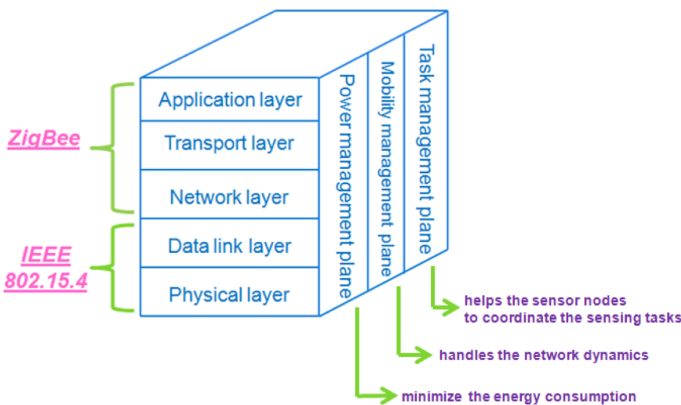 Application layer
Transport layer
Network layer
Data link layer
Physical layer
ZigBee
IEEE
802.15.4
Power management plane
Mobility management plane
Task management plane
helps the sensor nodes
to coordinate the sensing tasks
handles the network dynamics
minimize the energy consumption